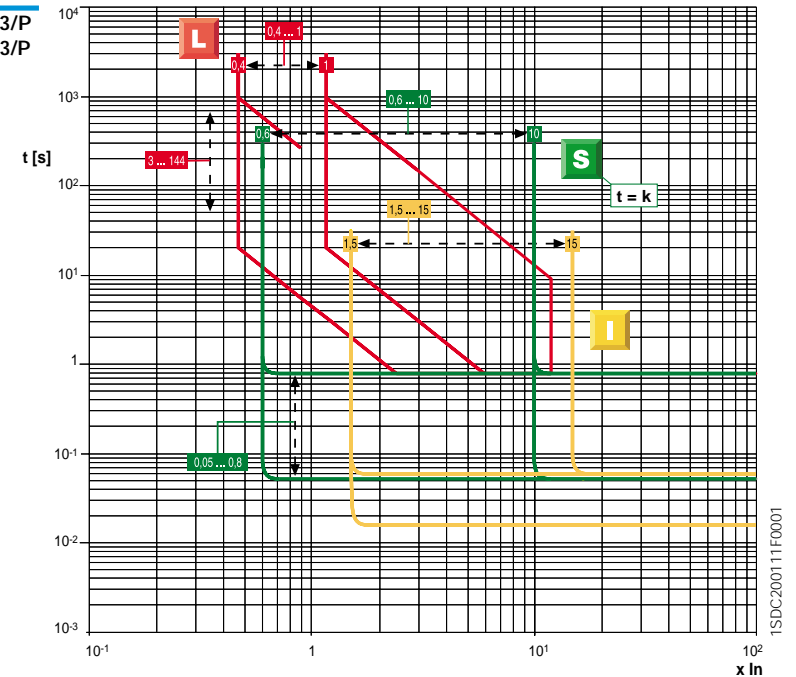 3/P
3/P
10⁴
L
0,4 ... 1
0,4
1
10³
0,6 ... 10
0,6
10
t [s]
3 ... 144
S
10²
t = k
1,5 ... 15
1,5
15
10¹
I
1
10⁻¹
0,05 ... 0,8
10⁻²
10⁻³
10⁻¹
1
10¹
10²
x In
1SDC200111F0001